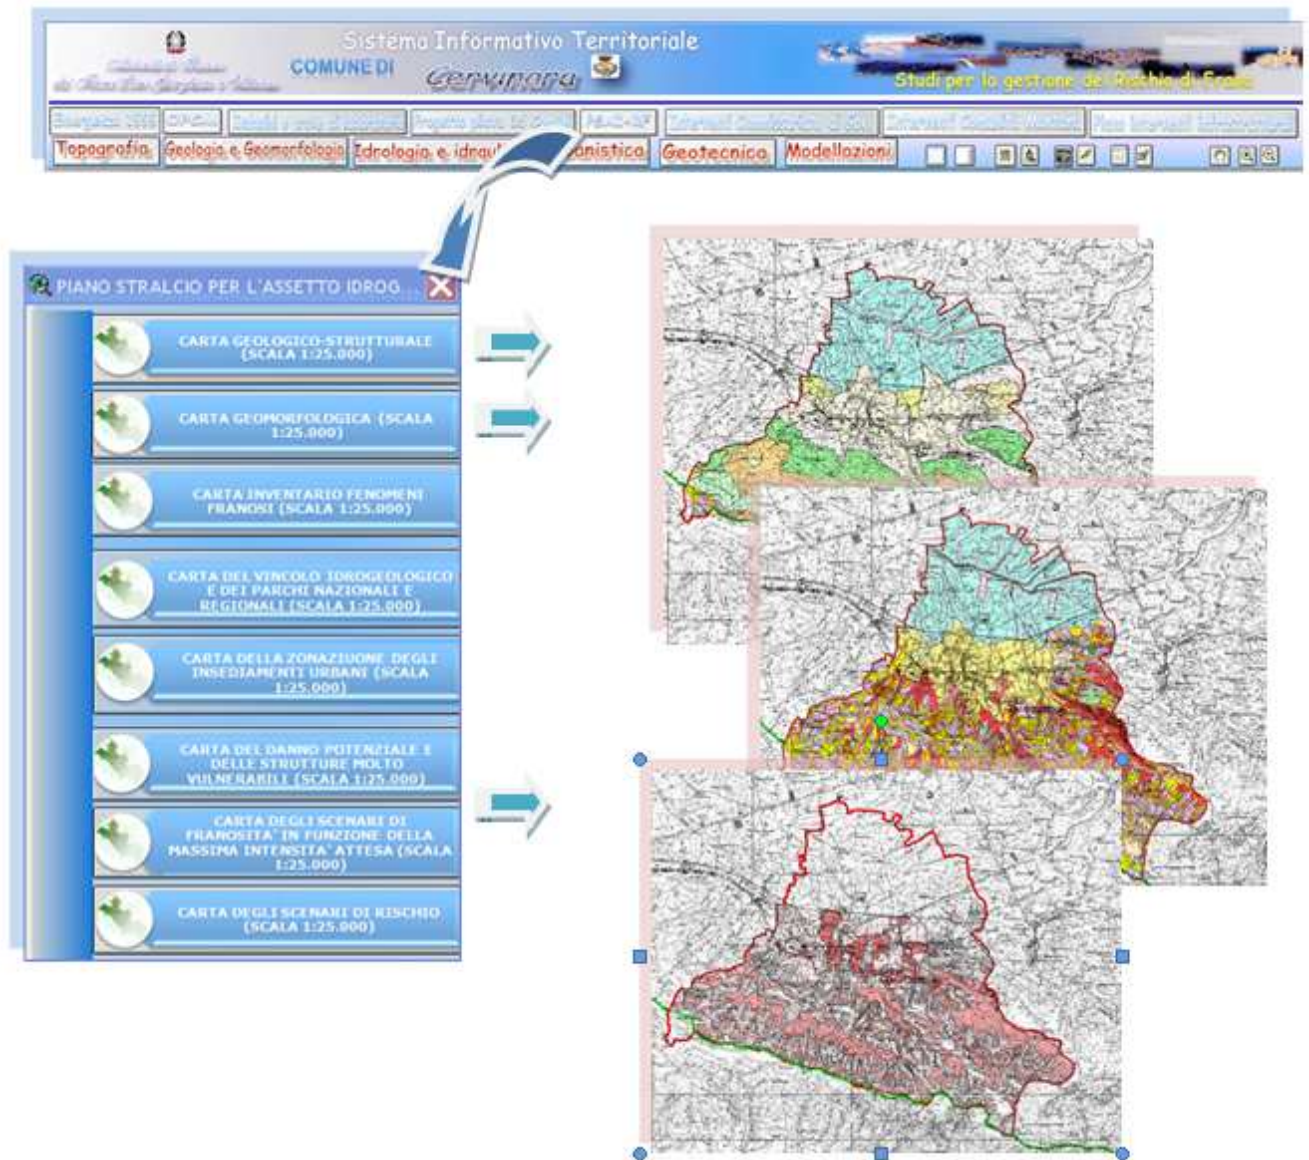 Sistema Informativo Territoriale
COMUNE DI Cervinara
Studi per la gestione del Rischio di Frana
Topografia Geologia e Geomorfologia Idrologia e idrau anistica Geotecnica Modellazioni
PIANO STRALCIO PER L'ASSETTO IDROG...
CARTA GEOLOGICO-STRUTTURALE
(SCALA 1:25.000)
CARTA GEOMORFOLOGICA (SCALA
1:25.000)
CARTA INVENTARIO FENOMENI
FRANOSI (SCALA 1:25.000)
CARTA DEL VINCOLO IDROGEOLOGICO
E DEI PARCHI NAZIONALI E
REGIONALI (SCALA 1:25.000)
CARTA DELLA ZONAZIUONE DEGLI
INSEDIAMENTI URBANI (SCALA
1:25.000)
CARTA DEL DANNO POTENZIALE E
DELLE STRUTTURE MOLTO
VULNERABILI (SCALA 1:25.000)
CARTA DEGLI SCENARI DI
FRANOSITA' IN FUNZIONE DELLA
MASSIMA INTENSITA' ATTESA (SCALA
1:25.000)
CARTA DEGLI SCENARI DI RISCHIO
(SCALA 1:25.000)